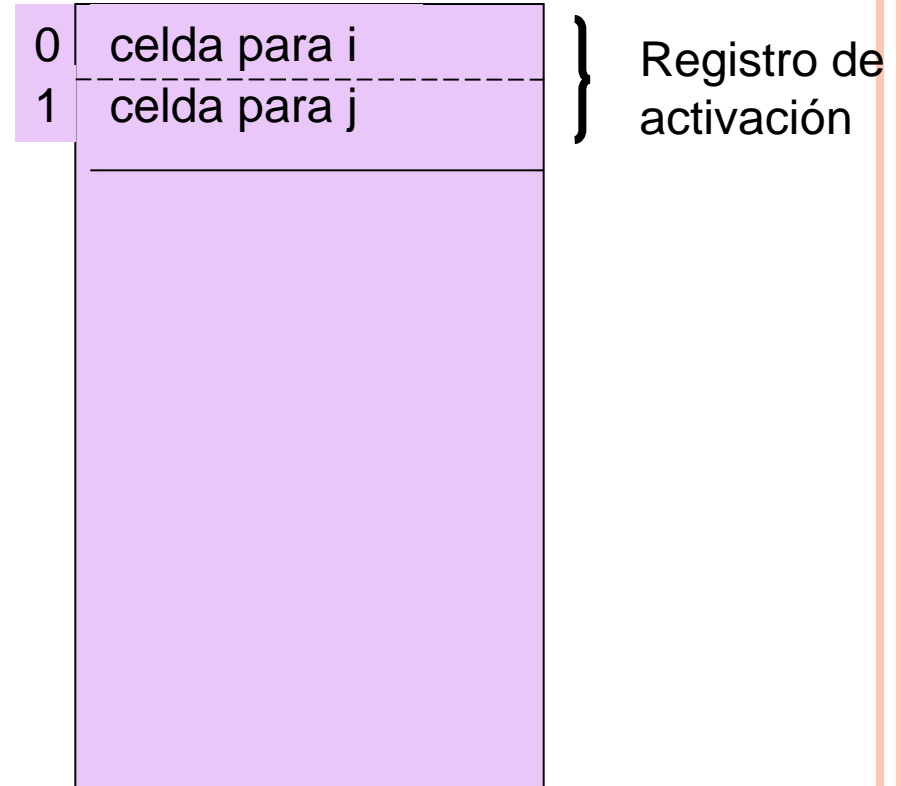 0 celda para i
1 celda para j
Registro de
activación